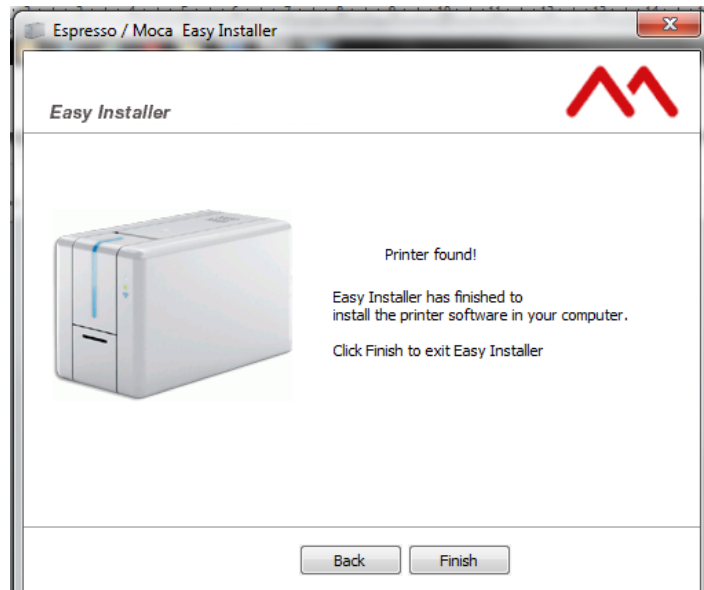 Espresso / Moca Easy Installer
Easy Installer
Printer found!
Easy Installer has finished to
install the printer software in your computer.
Click Finish to exit Easy Installer
Back
Finish